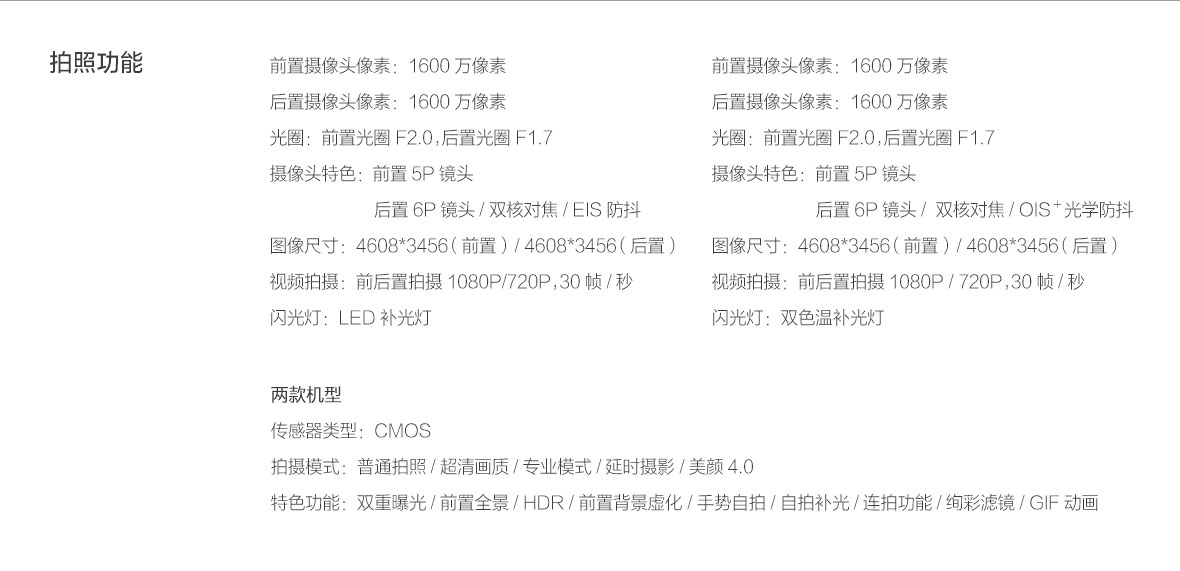 拍照功能
前置摄像头像素：1600 万像素
后置摄像头像素：1600 万像素
光圈：前置光圈 F2.0,后置光圈 F1.7
摄像头特色：前置 5P 镜头
后置 6P 镜头 / 双核对焦 / EIS 防抖
图像尺寸：4608*3456（前置）/ 4608*3456（后置）
视频拍摄：前后置拍摄 1080P/720P,30 帧 / 秒
闪光灯：LED 补光灯
前置摄像头像素：1600 万像素
后置摄像头像素：1600 万像素
光圈：前置光圈 F2.0,后置光圈 F1.7
摄像头特色：前置 5P 镜头
后置 6P 镜头 / 双核对焦 / OIS⁺光学防抖
图像尺寸：4608*3456（前置）/ 4608*3456（后置）
视频拍摄：前后置拍摄 1080P / 720P,30 帧 / 秒
闪光灯：双色温补光灯
两款机型
传感器类型：CMOS
拍摄模式：普通拍照 / 超清画质 / 专业模式 / 延时摄影 / 美颜 4.0
特色功能：双重曝光 / 前置全景 / HDR / 前置背景虚化 / 手势自拍 / 自拍补光 / 连拍功能 / 绚彩滤镜 / GIF 动画